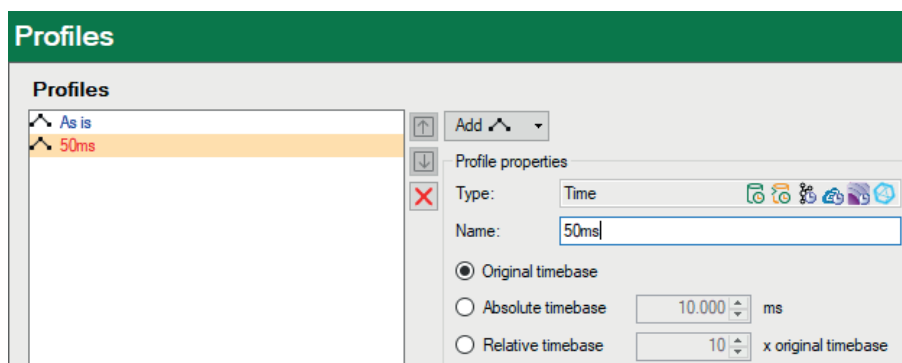 Profiles
Profiles
As is
50ms
Add
Profile properties
Type: Time
Name: 50ms
Original timebase
Absolute timebase 10.000 ms
Relative timebase 10 x original timebase